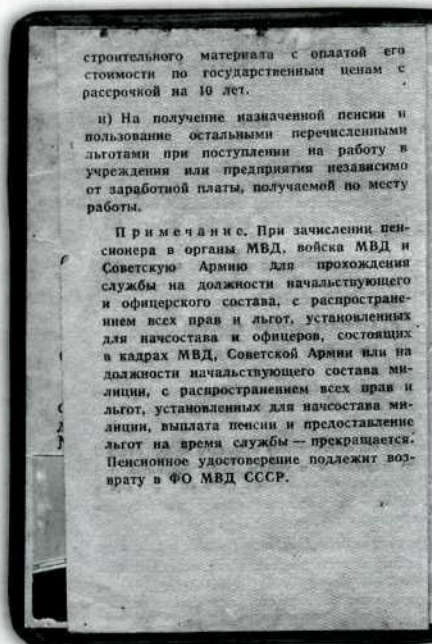 строительного материала с оплатой его
стоимости по государственным ценам с
рассрочкой на 10 лет.
н) На получение назначенной пенсии и
пользование остальными перечисленными
льготами при поступлении на работу в
учреждения или предприятия независимо
от заработной платы, получаемой по месту
работы.
Примечание. При зачислении пен-
сионера в органы МВД, войска МВД и
Советскую Армию для прохождения
службы на должности начальствующего
и офицерского состава, с распростране-
нием всех прав и льгот, установленных
для начсостава и офицеров, состоящих
в кадрах МВД, Советской Армии или на
должности начальствующего состава ми-
лиции, с распространением всех прав и
льгот, установленных для начсостава ми-
лиции, выплата пенсии и предоставление
льгот на время службы — прекращается.
Пенсионное удостоверение подлежит воз-
врату в ФО МВД СССР.